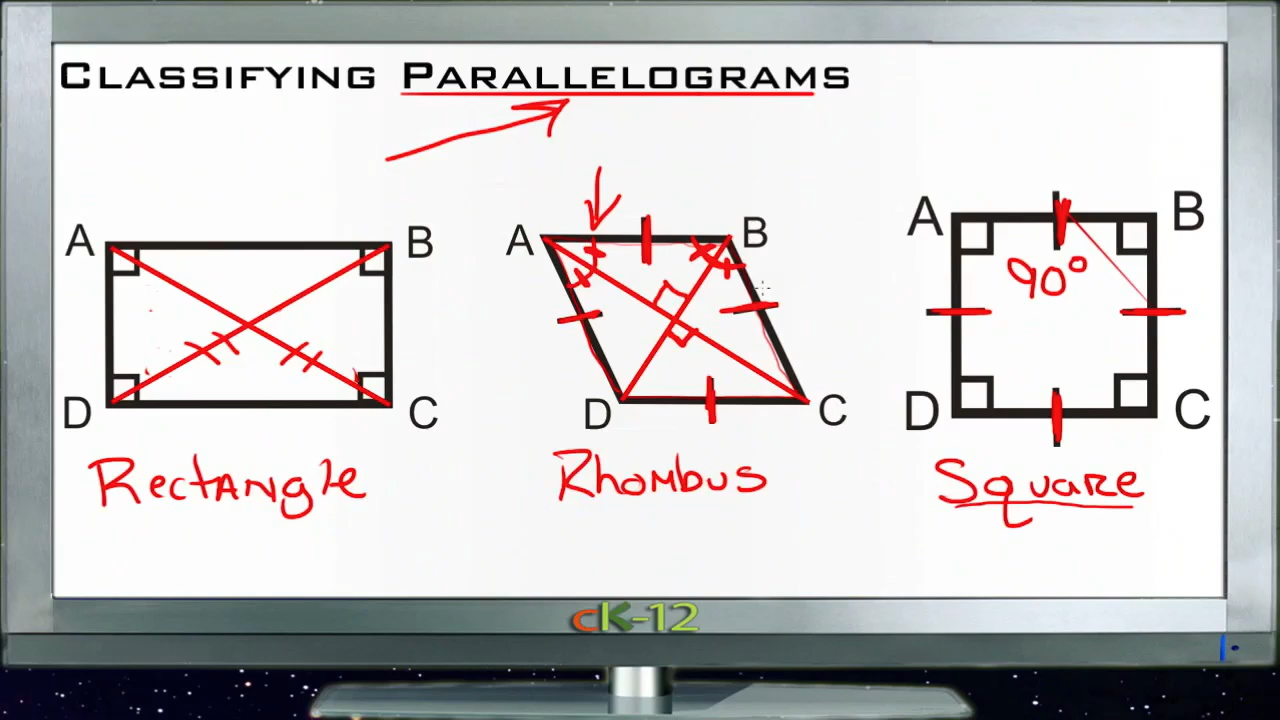 CLASSIFYING PARALLELOGRAMS
A B
D C
Rectangle
A B
D C
Rhombus
A B
90°
D C
Square
cK-12